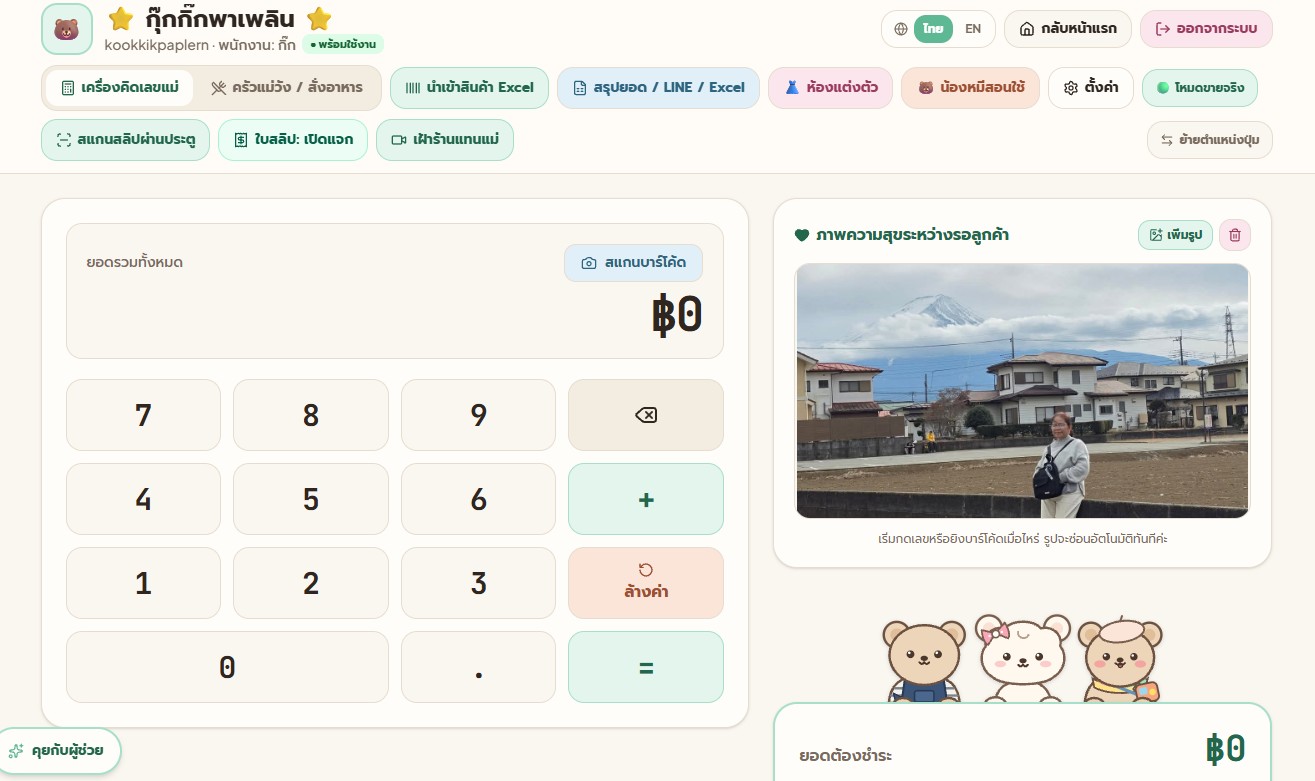 กุ๊กกิ๊กพาเพลิน
kookkikpaplern · พนักงาน: กิ๊ก • พร้อมใช้งาน
ไทย EN
กลับหน้าแรก
ออกจากระบบ
เครื่องคิดเลขแม่
ครัวแม่วัง / สั่งอาหาร
นำเข้าสินค้า Excel
สรุปยอด / LINE / Excel
ห้องแต่งตัว
น้องหมีสอนใช้
ตั้งค่า
โหมดขายจริง
สแกนสลิปผ่านประตู
ใบสลิป: เปิดแจก
เฝ้าร้านแทนแม่
ย้ายตำแหน่งปุ่ม
ยอดรวมทั้งหมด
สแกนบาร์โค้ด
฿0
7 8 9
4 5 6 +
1 2 3 ล้างค่า
0 . =
คุยกับผู้ช่วย
ภาพความสุขระหว่างรอลูกค้า
เพิ่มรูป
เริ่มกดเลขหรือยิงบาร์โค้ดเมื่อไหร่ รูปจะซ่อนอัตโนมัติทันทีค่ะ
ยอดต้องชำระ
฿0